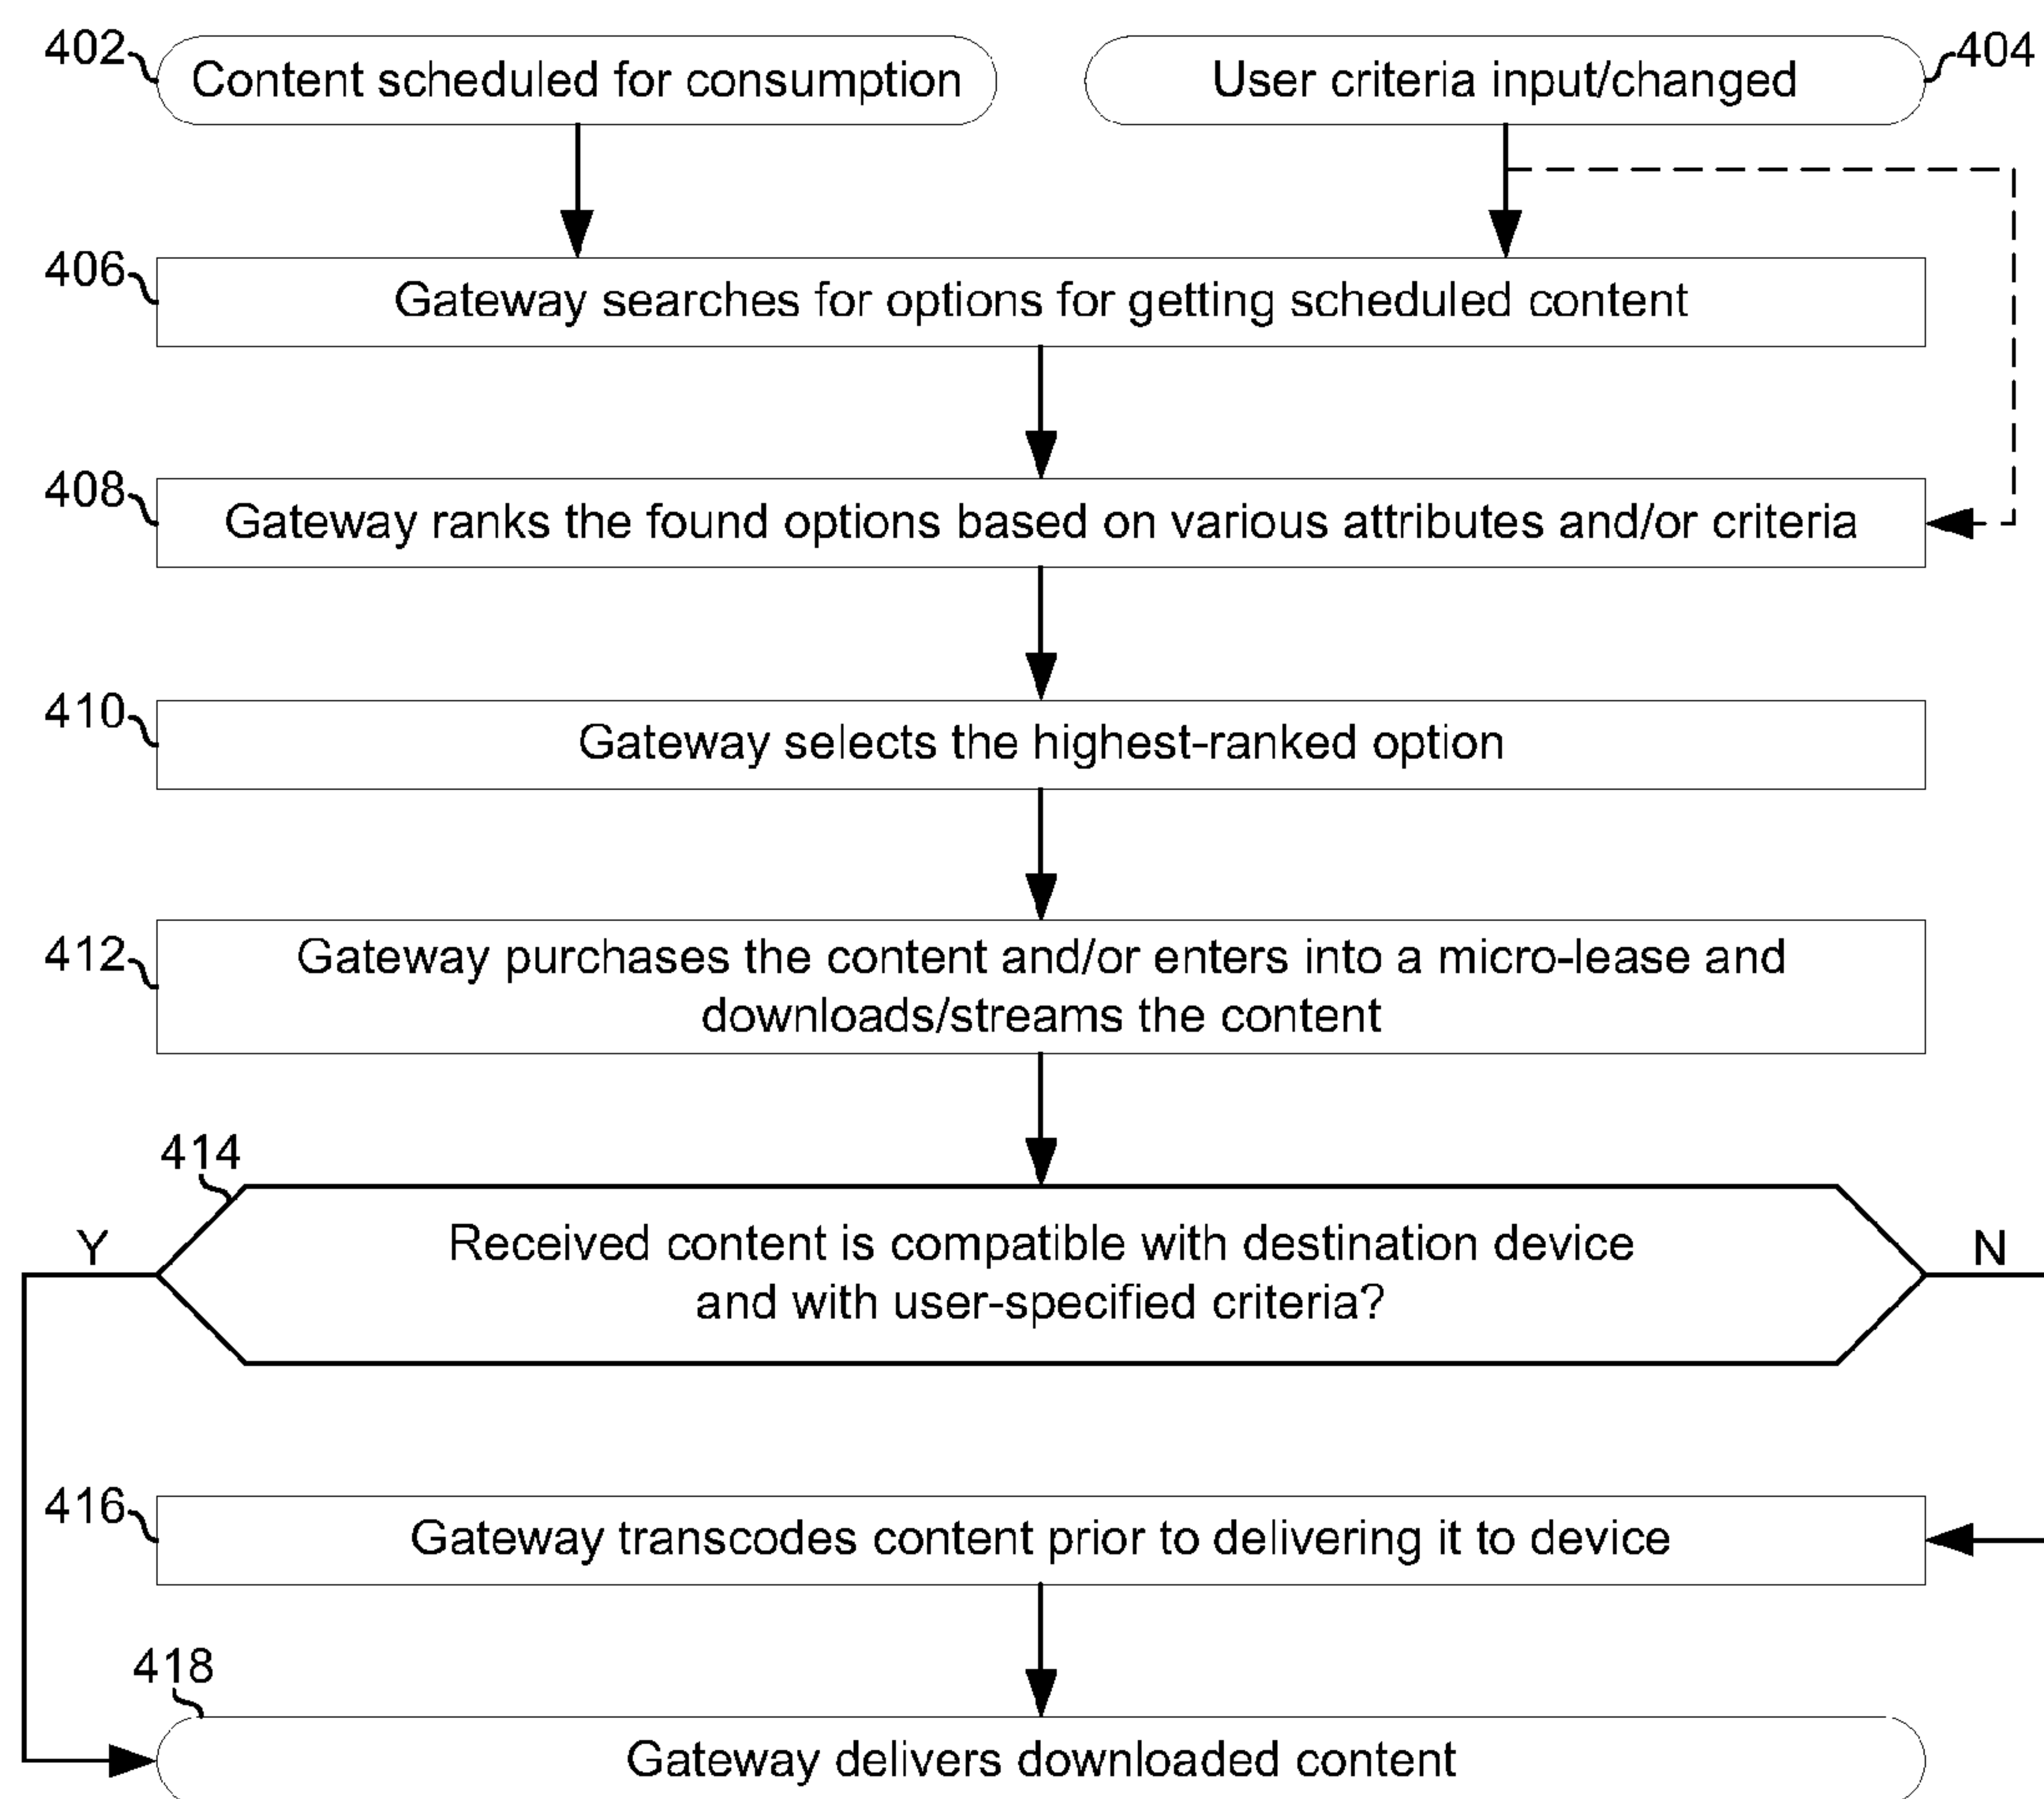 402
Content scheduled for consumption
User criteria input/changed
404
406
Gateway searches for options for getting scheduled content
408
Gateway ranks the found options based on various attributes and/or criteria
410
Gateway selects the highest-ranked option
412
Gateway purchases the content and/or enters into a micro-lease and
downloads/streams the content
414
Y
Received content is compatible with destination device
and with user-specified criteria?
N
416
Gateway transcodes content prior to delivering it to device
418
Gateway delivers downloaded content